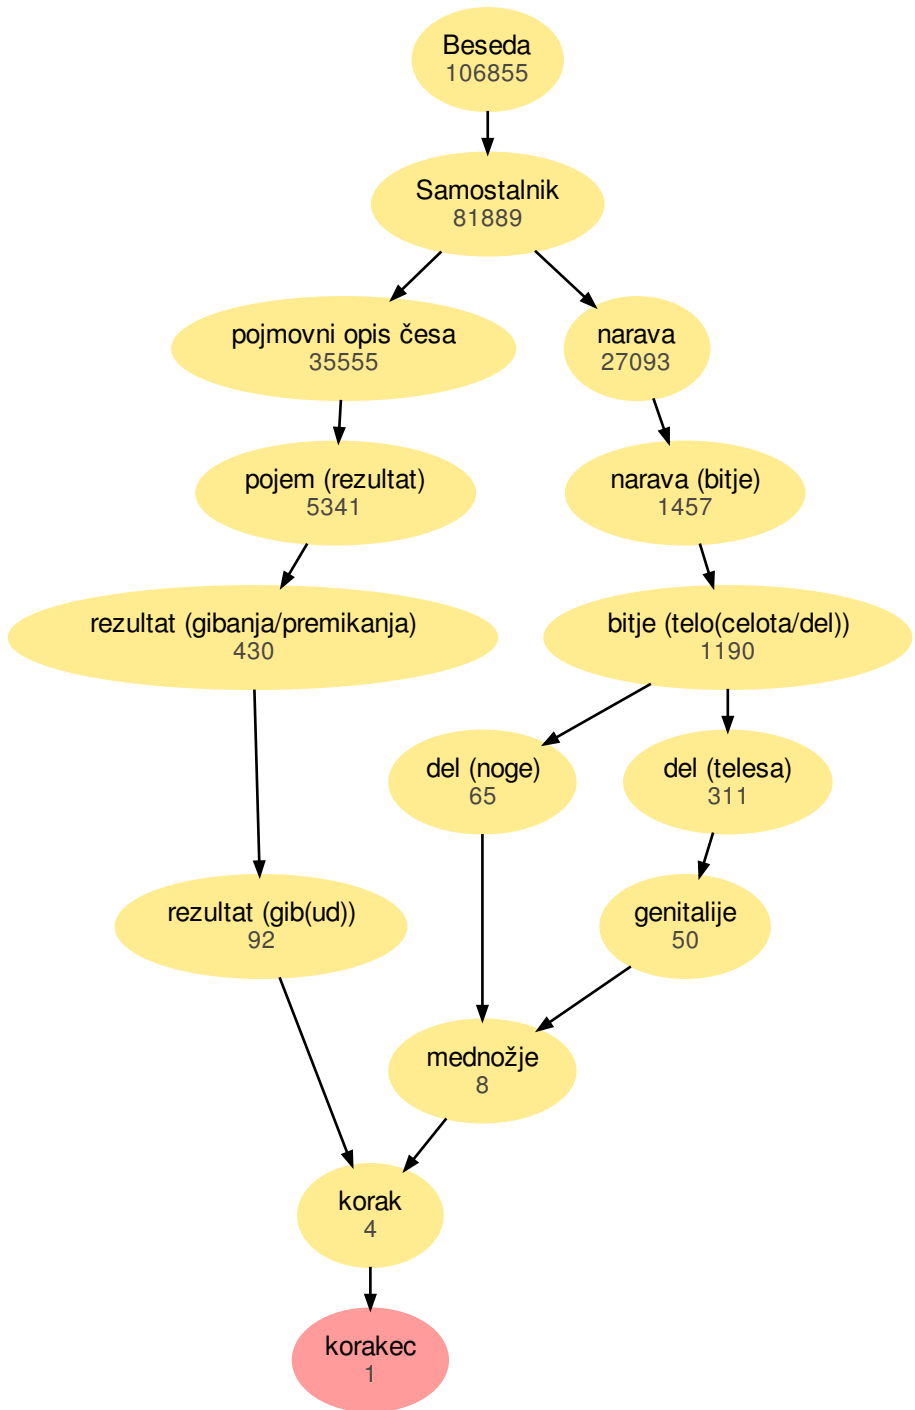 Beseda
106855
Samostalnik
81889
pojmovni opis česa
35555
narava
27093
pojem (rezultat)
5341
narava (bitje)
1457
rezultat (gibanja/premikanja)
430
bitje (telo(celota/del))
1190
del (noge)
65
del (telesa)
311
rezultat (gib(ud))
92
genitalije
50
mednožje
8
korak
4
korakec
1